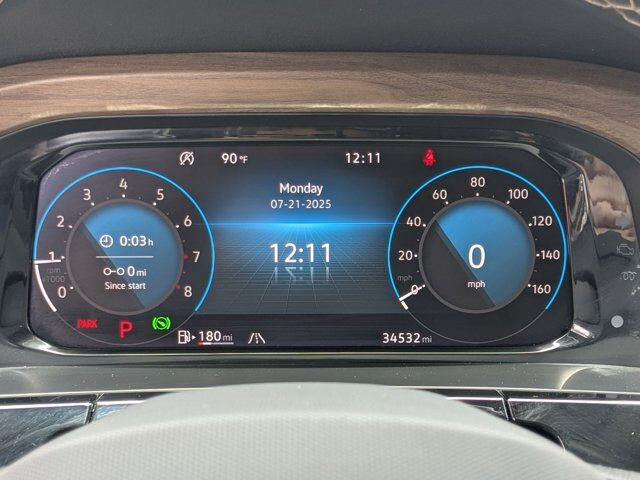 90 °F
12:11
Monday
07-21-2025
12:11
0 1 2 3 4 5 6 7 8
rpm
x1000
0:03 h
0 mi
Since start
PARK
P
180 mi
0 20 40 60 80 100 120 140 160
mph
0
mph
34532 mi